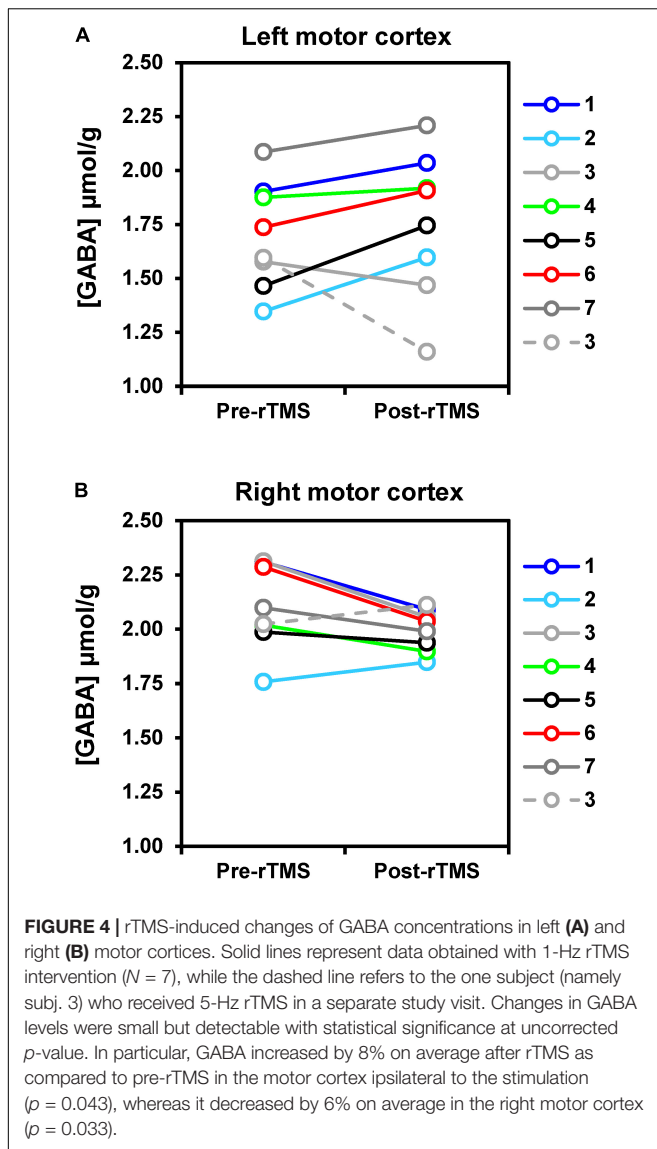 A
Left motor cortex
[GABA] µmol/g
2.50
2.25
2.00
1.75
1.50
1.25
1.00
Pre-rTMS Post-rTMS
1
2
3
4
5
6
7
3
B
Right motor cortex
[GABA] µmol/g
2.50
2.25
2.00
1.75
1.50
1.25
1.00
Pre-rTMS Post-rTMS
1
2
3
4
5
6
7
3
FIGURE 4 | rTMS-induced changes of GABA concentrations in left (A) and
right (B) motor cortices. Solid lines represent data obtained with 1-Hz rTMS
intervention (N = 7), while the dashed line refers to the one subject (namely
subj. 3) who received 5-Hz rTMS in a separate study visit. Changes in GABA
levels were small but detectable with statistical significance at uncorrected
p-value. In particular, GABA increased by 8% on average after rTMS as
compared to pre-rTMS in the motor cortex ipsilateral to the stimulation
(p = 0.043), whereas it decreased by 6% on average in the right motor cortex
(p = 0.033).